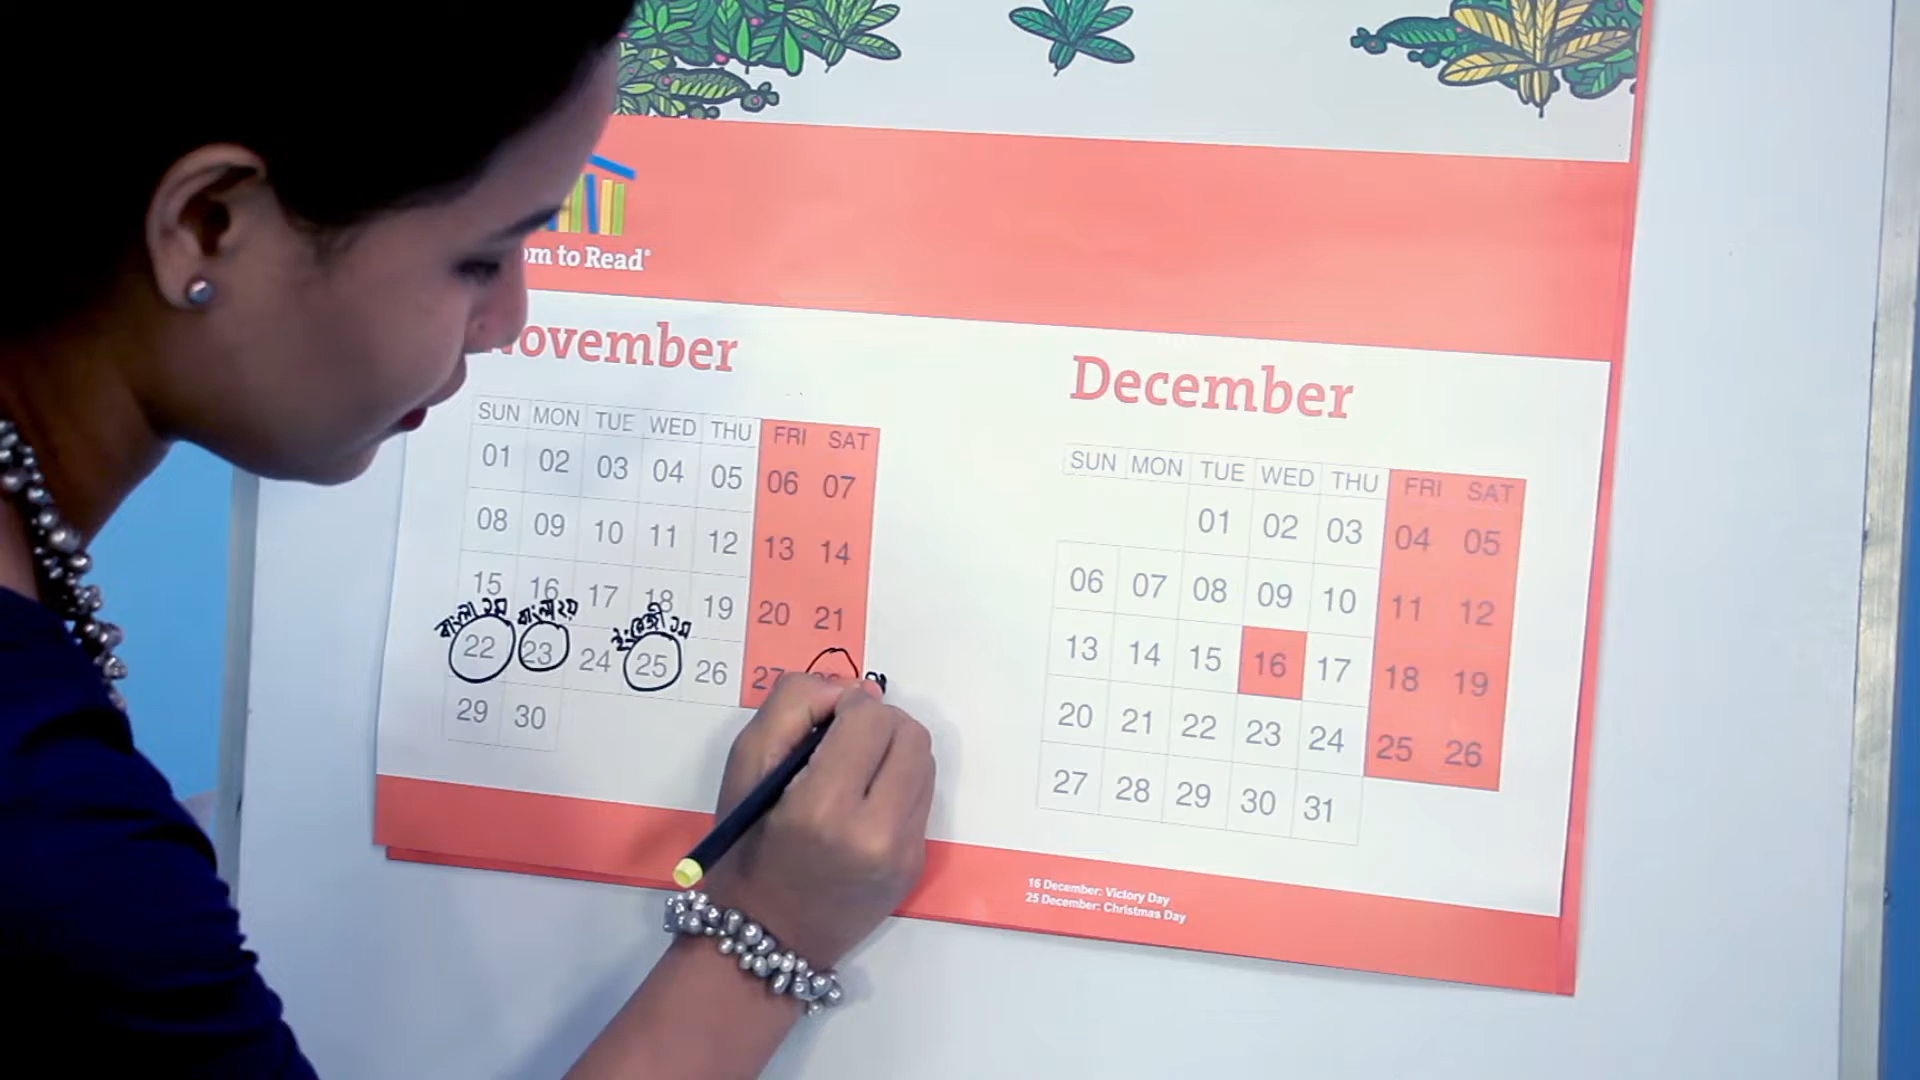 om to Read®
November
SUN MON TUE WED THU FRI SAT
01 02 03 04 05 06 07
08 09 10 11 12 13 14
15 16 17 18 19 20 21
বাংলা ১ম বাংলা ২য় ইংরেজী ১ম
22 23 24 25 26 27
29 30
December
SUN MON TUE WED THU FRI SAT
01 02 03 04 05
06 07 08 09 10 11 12
13 14 15 16 17 18 19
20 21 22 23 24 25 26
27 28 29 30 31
16 December: Victory Day
25 December: Christmas Day